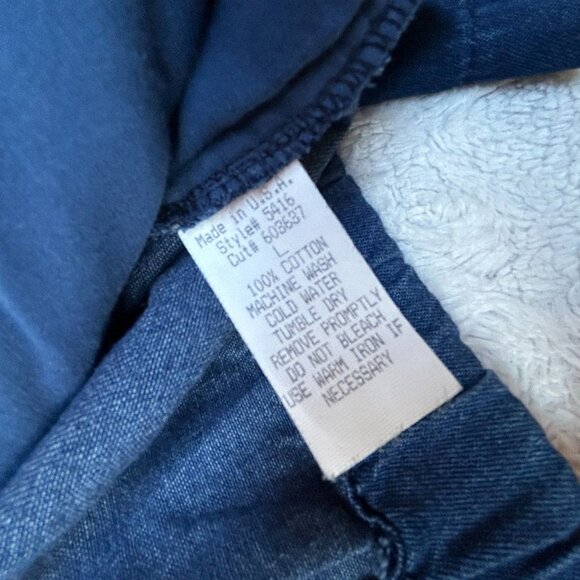 Made in U.S.A.
Style# 5416
Cut# 603637
L
100% COTTON
MACHINE WASH
COLD WATER
TUMBLE DRY
REMOVE PROMPTLY
DO NOT BLEACH
USE WARM IRON IF
NECESSARY